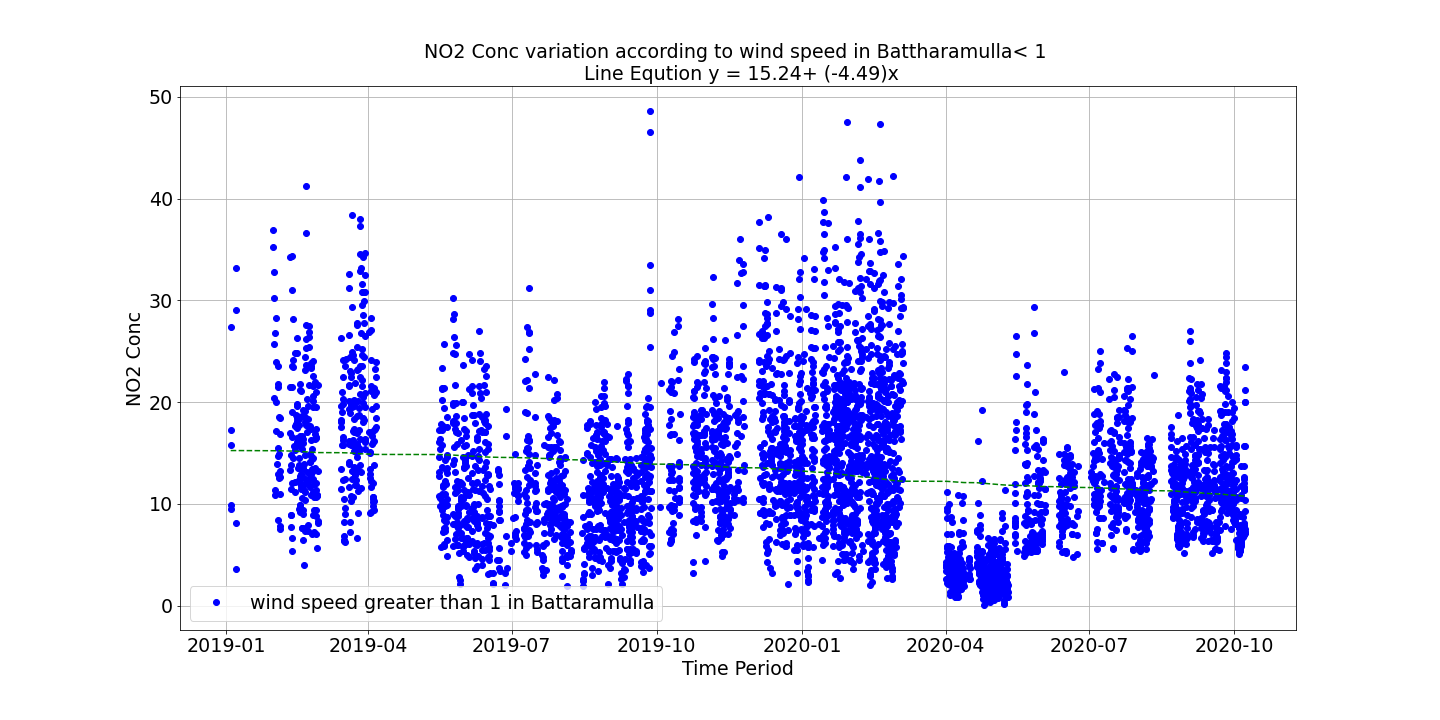 NO2 Conc variation according to wind speed in Battharamulla< 1
Line Eqution y = 15.24+ (-4.49)x
50
40
30
20
10
0
NO2 Conc
wind speed greater than 1 in Battaramulla
2019-01 2019-04 2019-07 2019-10 2020-01 2020-04 2020-07 2020-10
Time Period